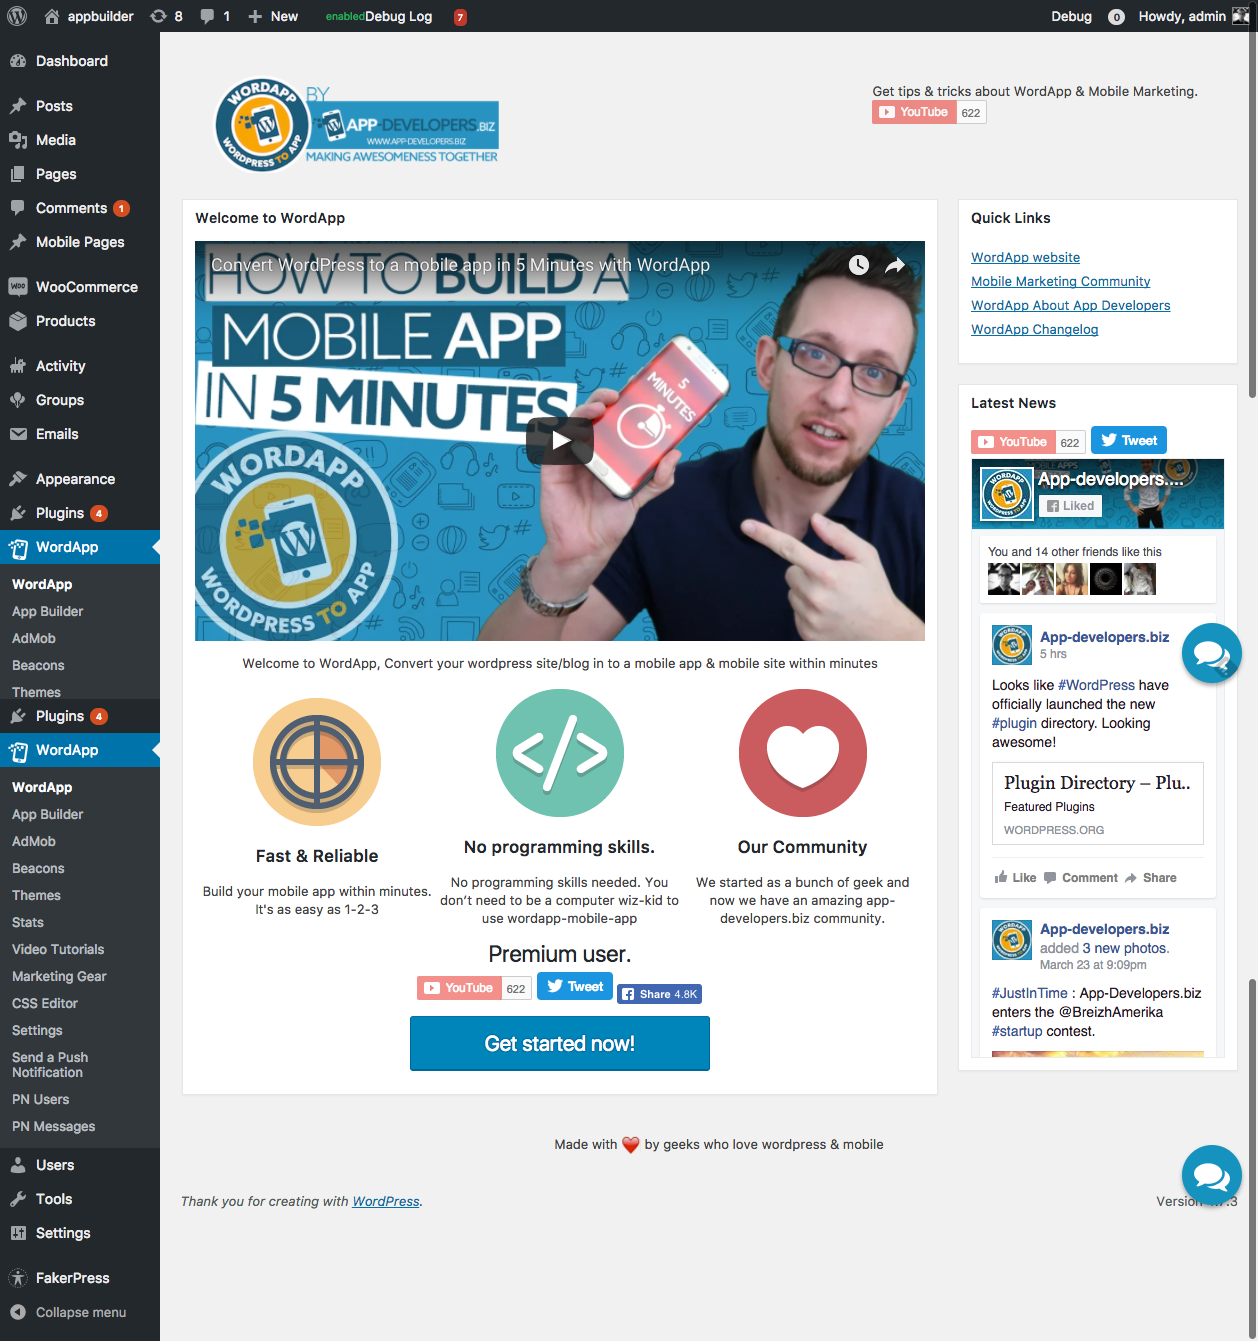 appbuilder
8
1
New
enabledDebug Log
7
Debug
0
Howdy, admin
Dashboard
Posts
Media
Pages
Comments 1
Mobile Pages
WooCommerce
Products
Activity
Groups
Emails
Appearance
Plugins 4
WordApp
WordApp
App Builder
AdMob
Beacons
Themes
Plugins 4
WordApp
WordApp
App Builder
AdMob
Beacons
Themes
Stats
Video Tutorials
Marketing Gear
CSS Editor
Settings
Send a Push
Notification
PN Users
PN Messages
Users
Tools
Settings
FakerPress
Collapse menu
WORDAPP
WORDPRESS TO APP
BY
APP-DEVELOPERS.BIZ
WWW.APP-DEVELOPERS.BIZ
MAKING AWESOMENESS TOGETHER
Get tips & tricks about WordApp & Mobile Marketing.
YouTube 622
Welcome to WordApp
Convert WordPress to a mobile app in 5 Minutes with WordApp
HOW TO BUILD A
MOBILE APP
IN 5 MINUTES
5
MINUTES
WORDAPP
WORDPRESS TO APP
Welcome to WordApp, Convert your wordpress site/blog in to a mobile app & mobile site within minutes
Fast & Reliable
Build your mobile app within minutes.
It's as easy as 1-2-3
No programming skills.
No programming skills needed. You
don't need to be a computer wiz-kid to
use wordapp-mobile-app
Our Community
We started as a bunch of geek and
now we have an amazing app-
developers.biz community.
Premium user.
YouTube 622
Tweet
Share 4.8K
Get started now!
Quick Links
WordApp website
Mobile Marketing Community
WordApp About App Developers
WordApp Changelog
Latest News
YouTube 622
Tweet
WORDAPP
WORDPRESS TO APP
App-developers....
Liked
You and 14 other friends like this
App-developers.biz
5 hrs
Looks like #WordPress have
officially launched the new
#plugin directory. Looking
awesome!
Plugin Directory – Plu..
Featured Plugins
WORDPRESS.ORG
Like
Comment
Share
App-developers.biz
added 3 new photos.
March 23 at 9:09pm
#JustInTime : App-Developers.biz
enters the @BreizhAmerika
#startup contest.
Made with ❤ by geeks who love wordpress & mobile
Thank you for creating with WordPress.
Version